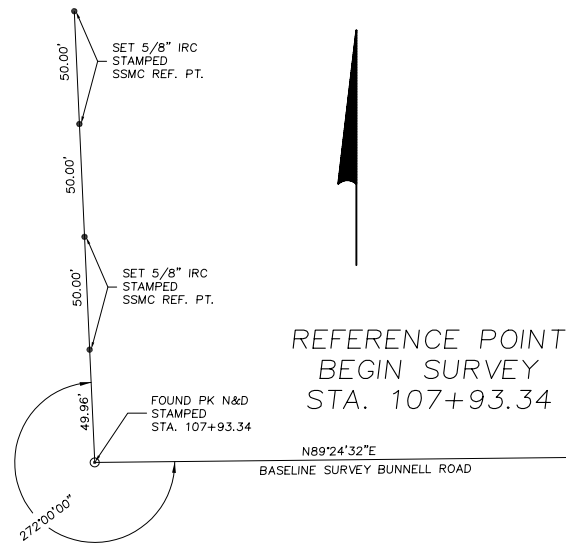 50.00'
SET 5/8" IRC
STAMPED
SSMC REF. PT.
50.00'
50.00'
SET 5/8" IRC
STAMPED
SSMC REF. PT.
REFERENCE POINT
BEGIN SURVEY
STA. 107+93.34
49.96'
FOUND PK N&D
STAMPED
STA. 107+93.34
N89°24'32"E
BASELINE SURVEY BUNNELL ROAD
272°00'00"